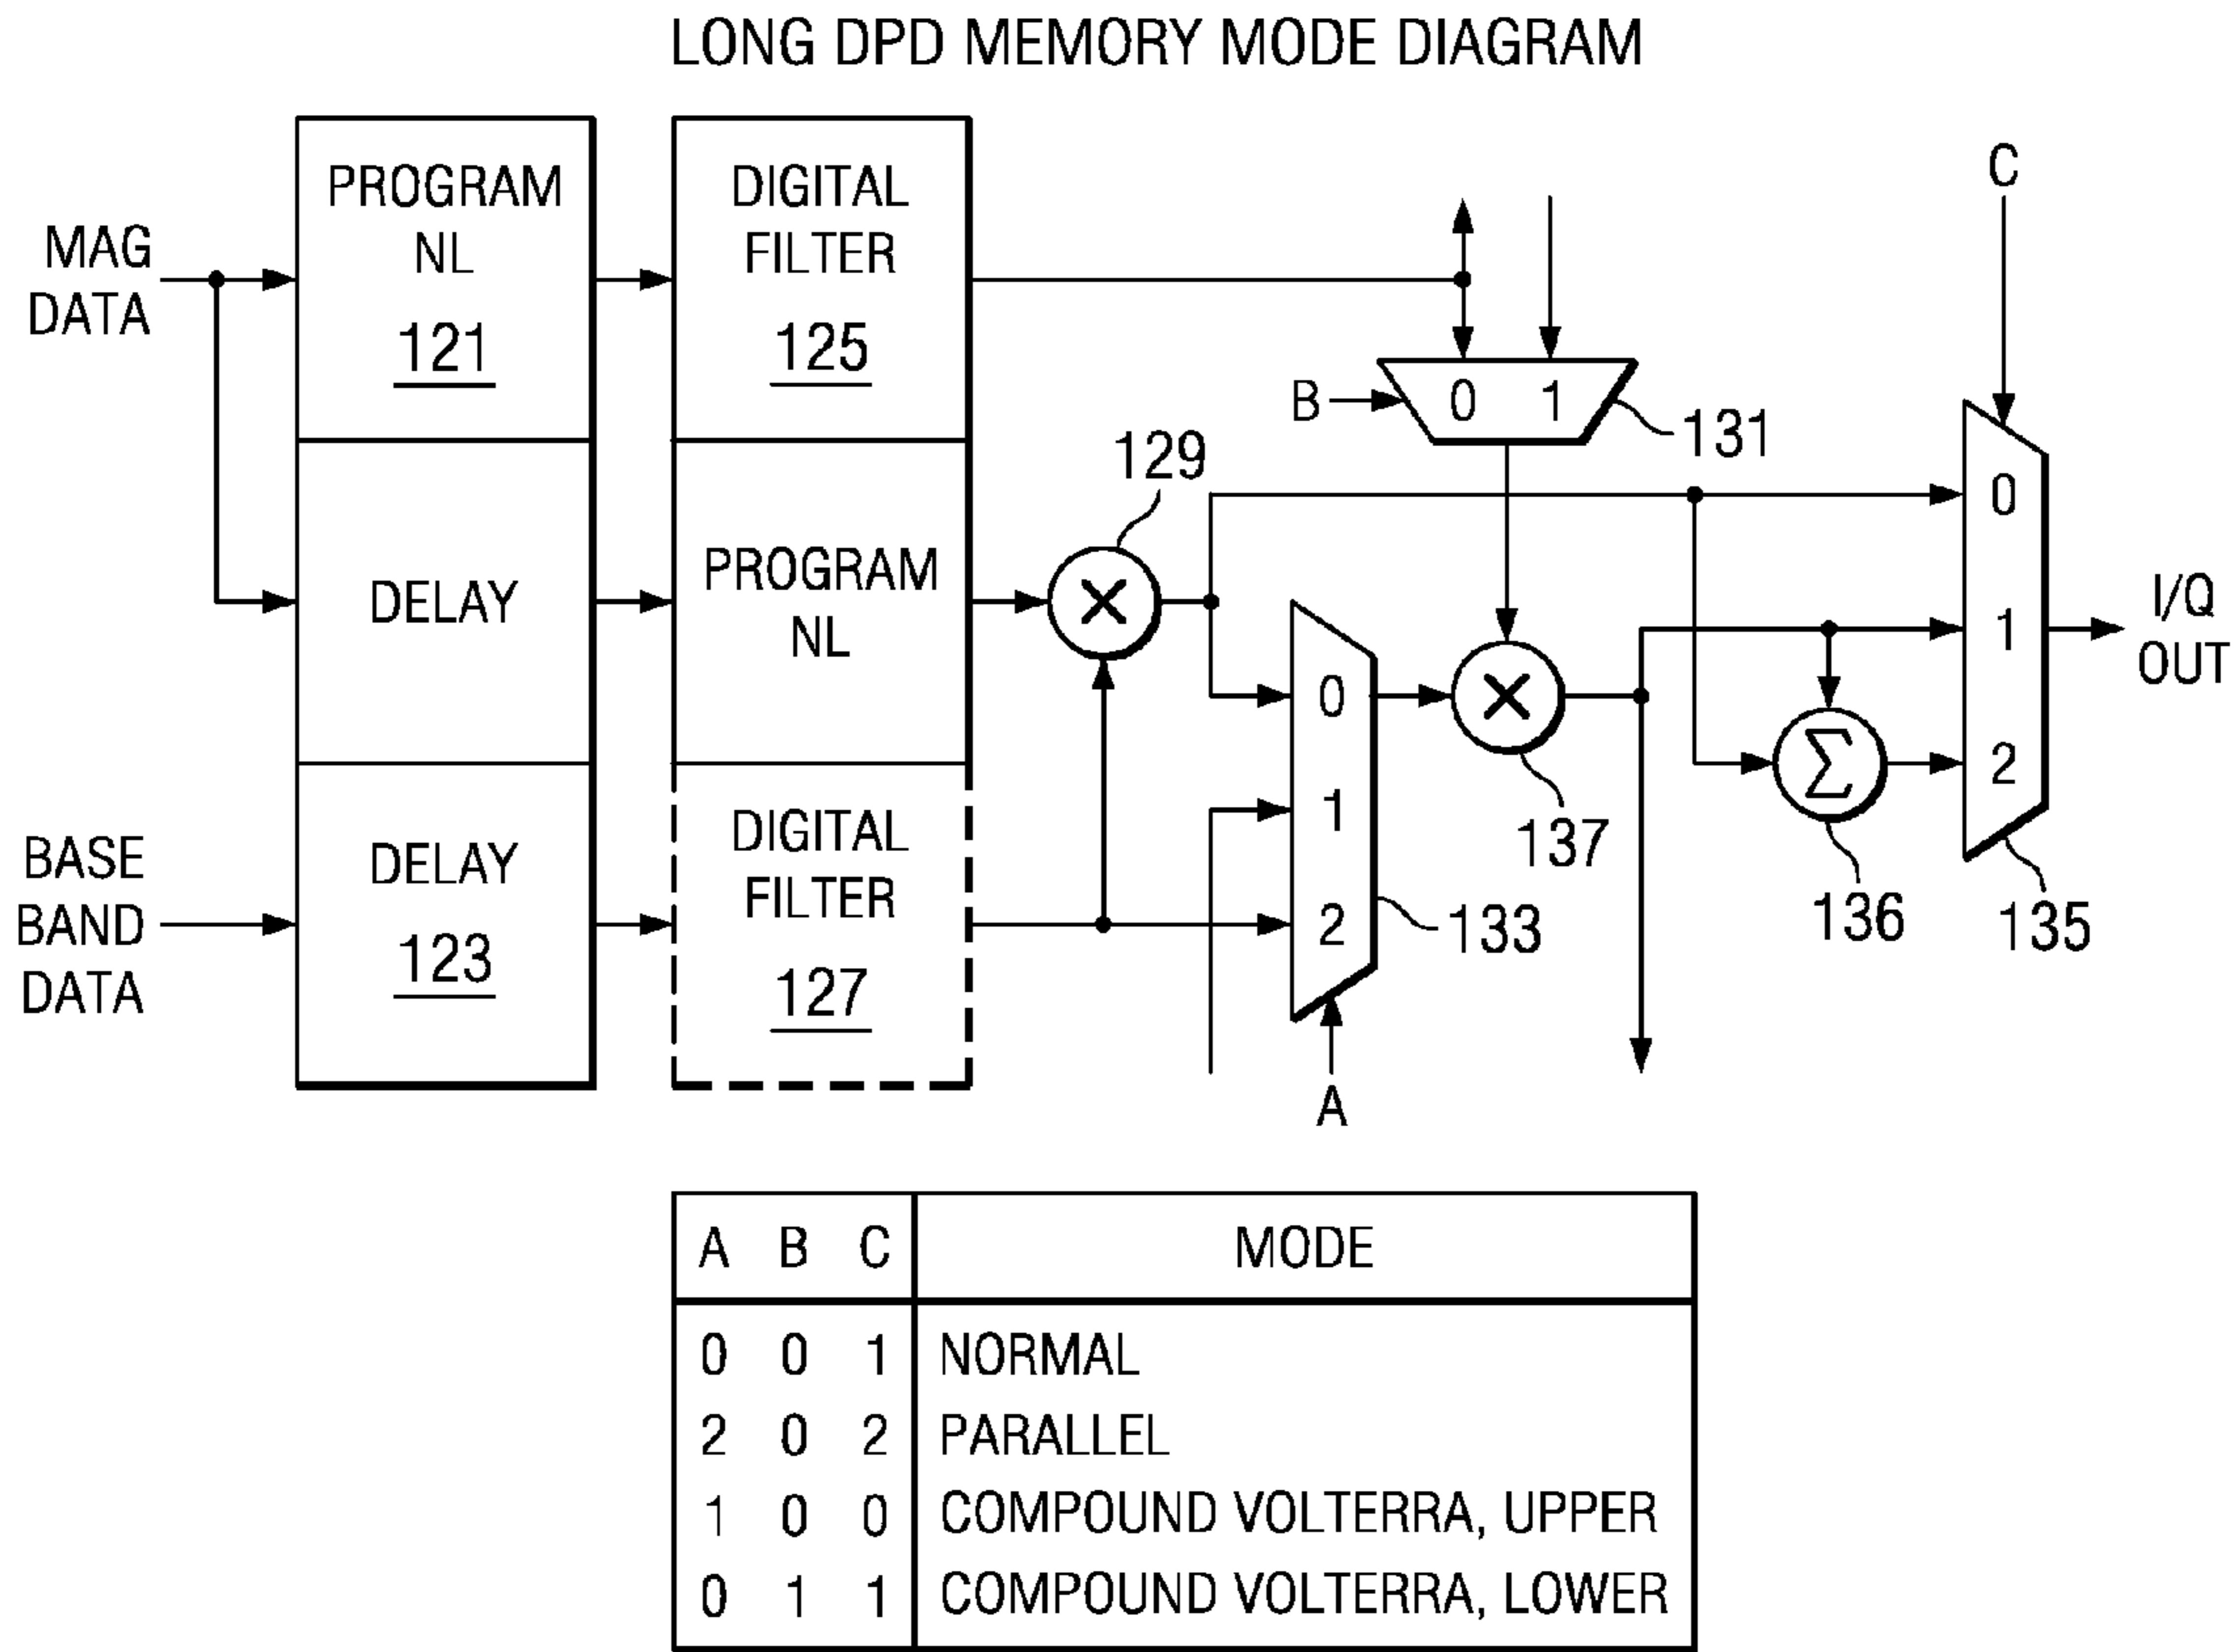 LONG DPD MEMORY MODE DIAGRAM
MAG
DATA
PROGRAM
NL
121
DIGITAL
FILTER
125
DELAY
PROGRAM
NL
BASE
BAND
DATA
DELAY
123
DIGITAL
FILTER
127
129
B
0 1
131
C
0
1
2
133
A
137
Σ
136
0
1
2
135
I/Q
OUT
A B C MODE
0 0 1 NORMAL
2 0 2 PARALLEL
1 0 0 COMPOUND VOLTERRA, UPPER
0 1 1 COMPOUND VOLTERRA, LOWER